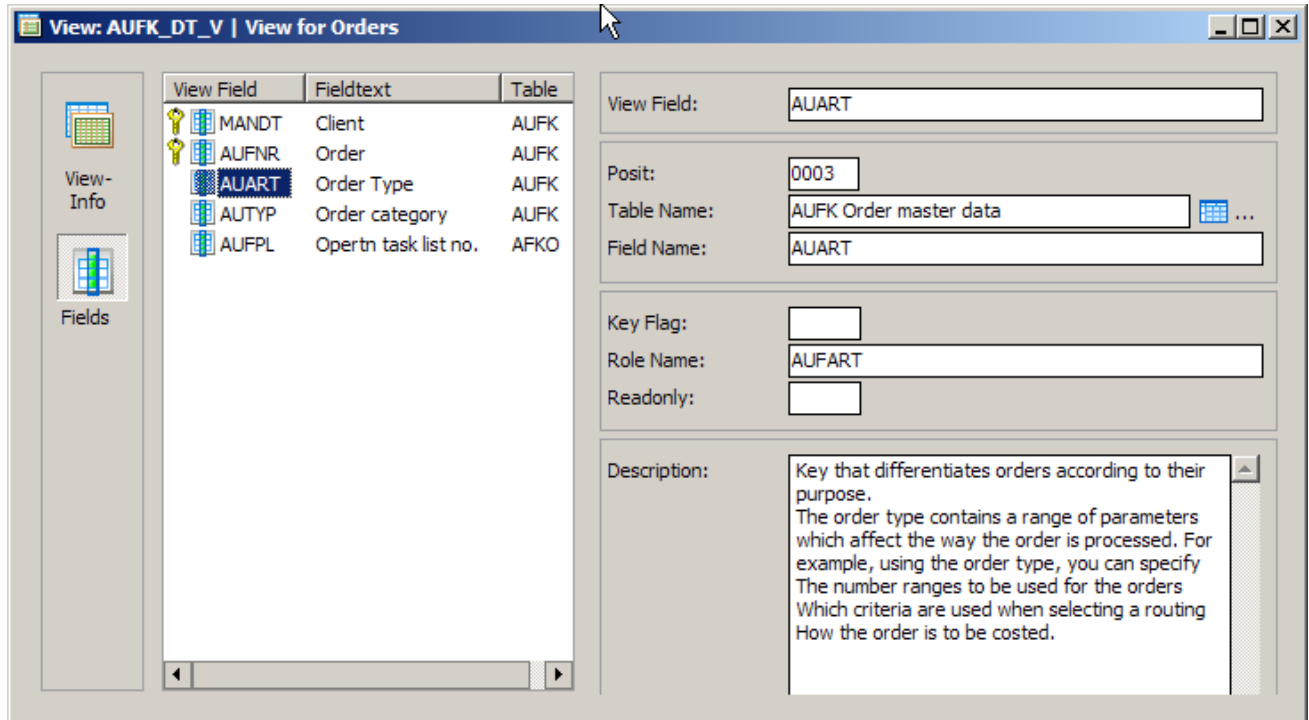 View: AUFK_DT_V | View for Orders
View-
Info
Fields
View Field Fieldtext Table
MANDT Client AUFK
AUFNR Order AUFK
AUART Order Type AUFK
AUTYP Order category AUFK
AUFPL Opertn task list no. AFKO
View Field: AUART
Posit: 0003
Table Name: AUFK Order master data ...
Field Name: AUART
Key Flag:
Role Name: AUFART
Readonly:
Description: Key that differentiates orders according to their
purpose.
The order type contains a range of parameters
which affect the way the order is processed. For
example, using the order type, you can specify
The number ranges to be used for the orders
Which criteria are used when selecting a routing
How the order is to be costed.